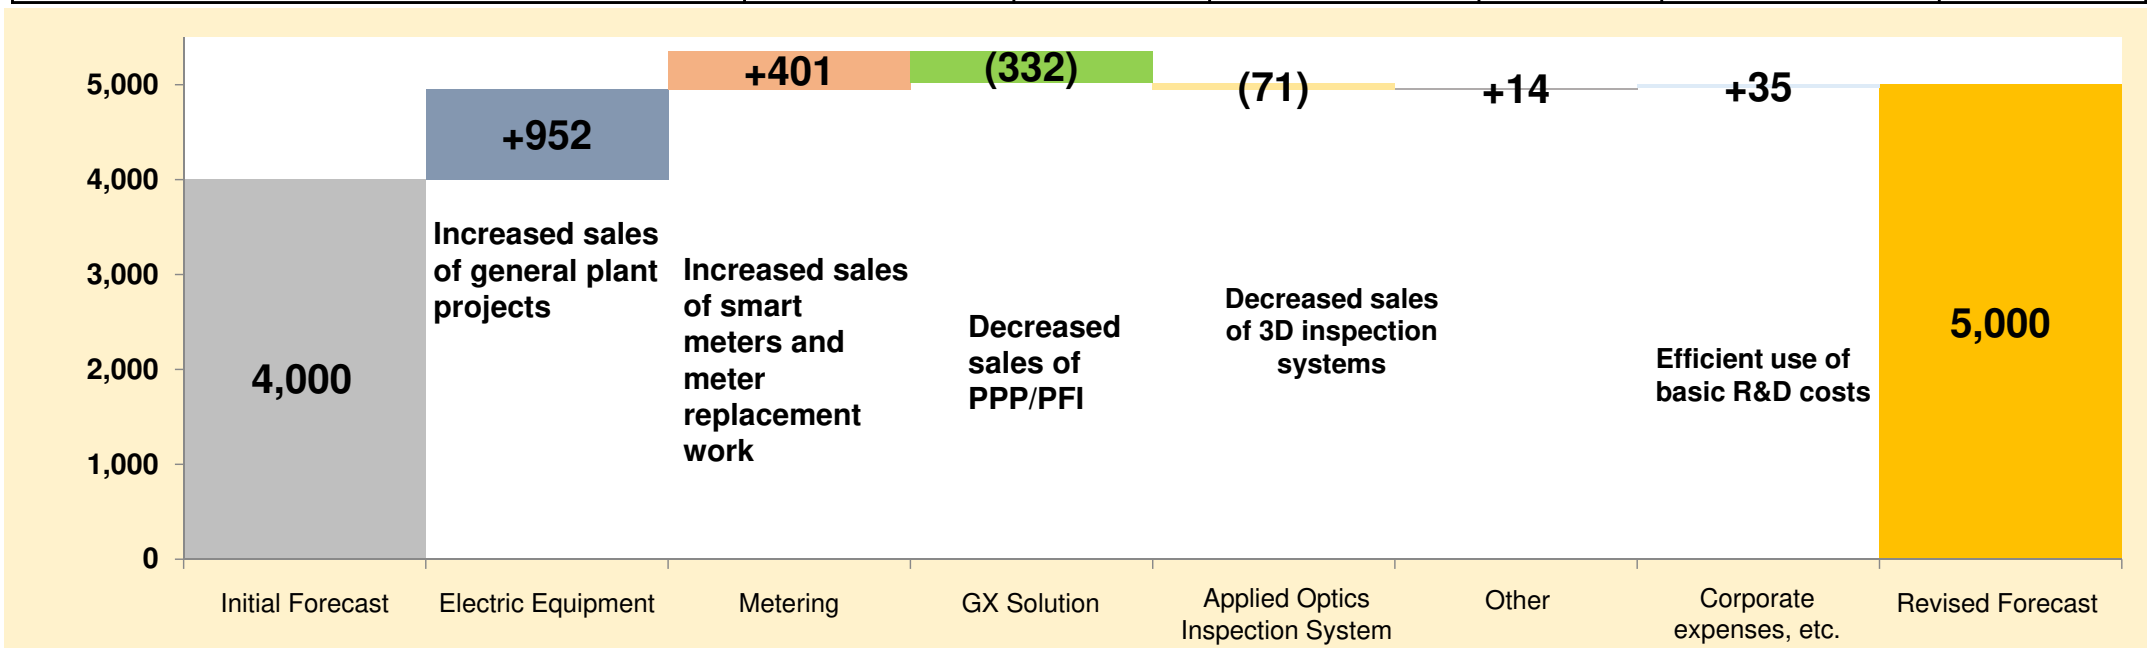 5,000
4,000
3,000
2,000
1,000
0
4,000
+952
+401
(332)
(71)
+14
+35
5,000
Increased sales
of general plant
projects
Increased sales
of smart
meters and
meter
replacement
work
Decreased
sales of
PPP/PFI
Decreased sales
of 3D inspection
systems
Efficient use of
basic R&D costs
Initial Forecast
Electric Equipment
Metering
GX Solution
Applied Optics
Inspection System
Other
Corporate
expenses, etc.
Revised Forecast